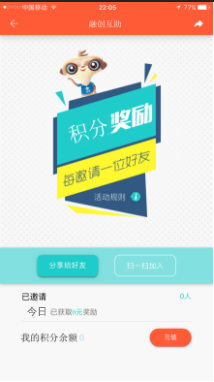 中国移动 22:05 77%
融创互助
积分奖励
每邀请一位好友
活动规则
分享给好友 扫一扫加入
已邀请 0人
今日 已获取0元奖励
我的积分余额 0 充值